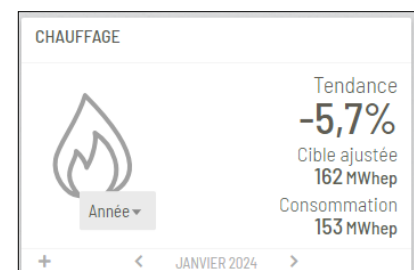 CHAUFFAGE
Tendance
-5,7%
Cible ajustée
162 MWhep
Année
Consommation
153 MWhep
+ < JANVIER 2024 >